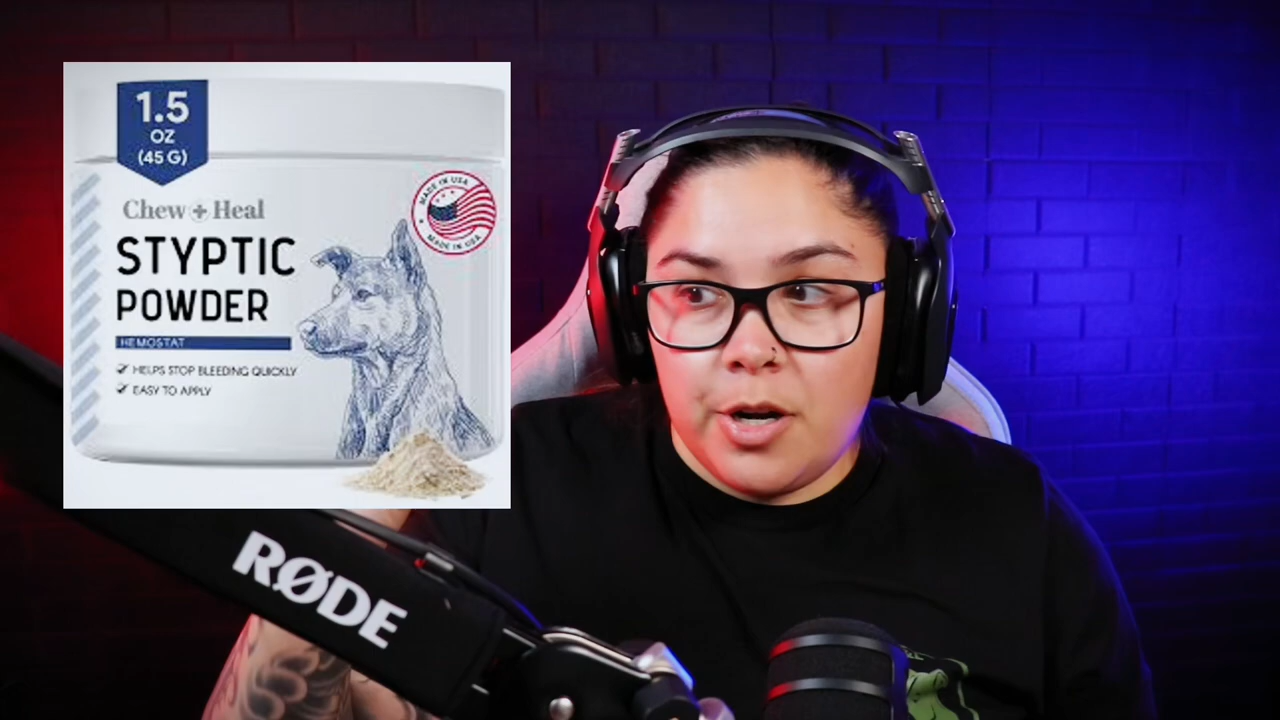 1.5
OZ
(45 G)
Chew + Heal
MADE IN USA
MADE IN USA
STYPTIC
POWDER
HEMOSTAT
HELPS STOP BLEEDING QUICKLY
EASY TO APPLY
RØDE